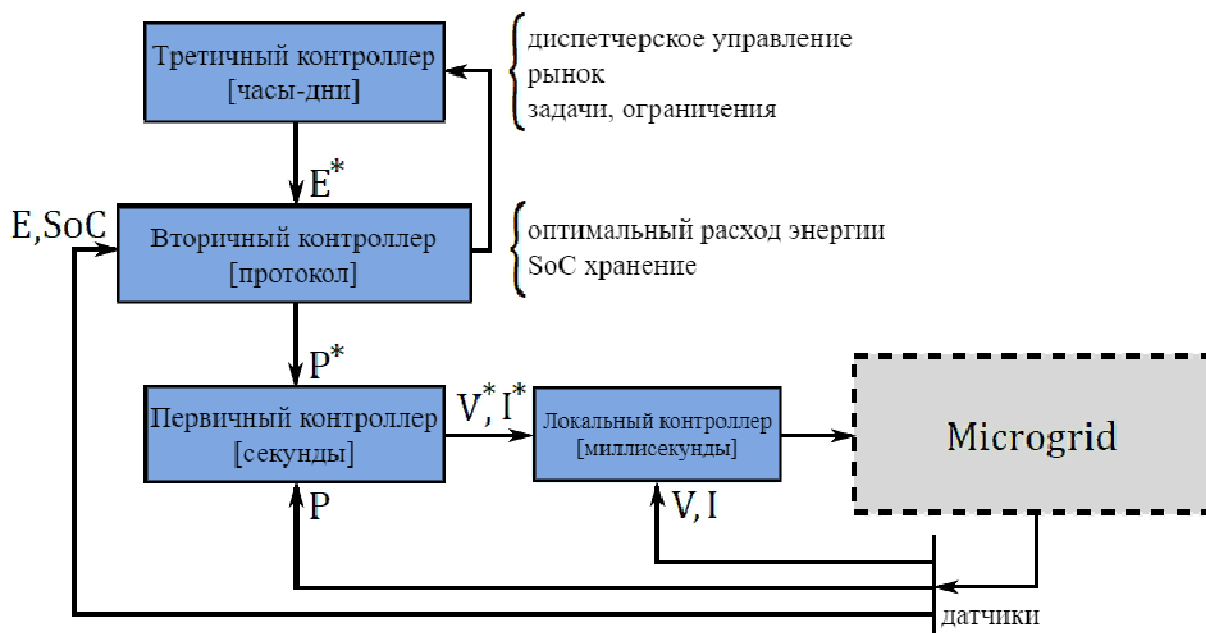 Третичный контроллер
[часы-дни]
диспетчерское управление
рынок
задачи, ограничения
E*
E,SoC
Вторичный контроллер
[протокол]
оптимальный расход энергии
SoC хранение
P*
Первичный контроллер
[секунды]
V*, I*
Локальный контроллер
[миллисекунды]
Microgrid
P
V, I
датчики